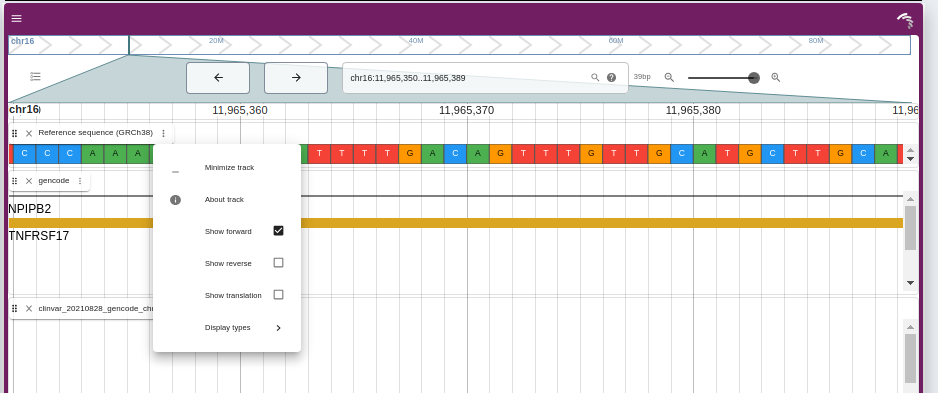 chr16 20M 40M 60M 80M
chr16:11,965,350..11,965,389 39bp
chr16 11,965,360 11,965,370 11,965,380 11,96
Reference sequence (GRCh38)
C C C A A A T T T T G A C A G T T T G T T G C A T G C T T G C A
gencode
NPIPB2
TNFRSF17
clinvar_20210828_gencode_ch
Minimize track
About track
Show forward
Show reverse
Show translation
Display types